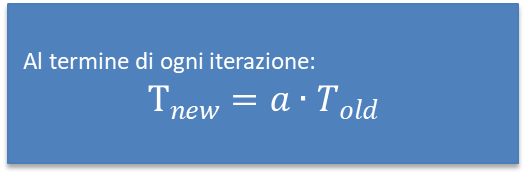 Al termine di ogni iterazione:
T_new = a · T_old